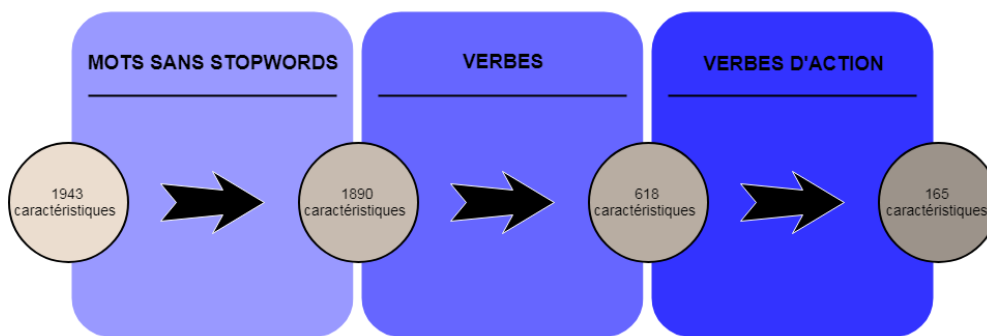 MOTS SANS STOPWORDS
VERBES
VERBES D'ACTION
1943
caractéristiques
1890
caractéristiques
618
caractéristiques
165
caractéristiques